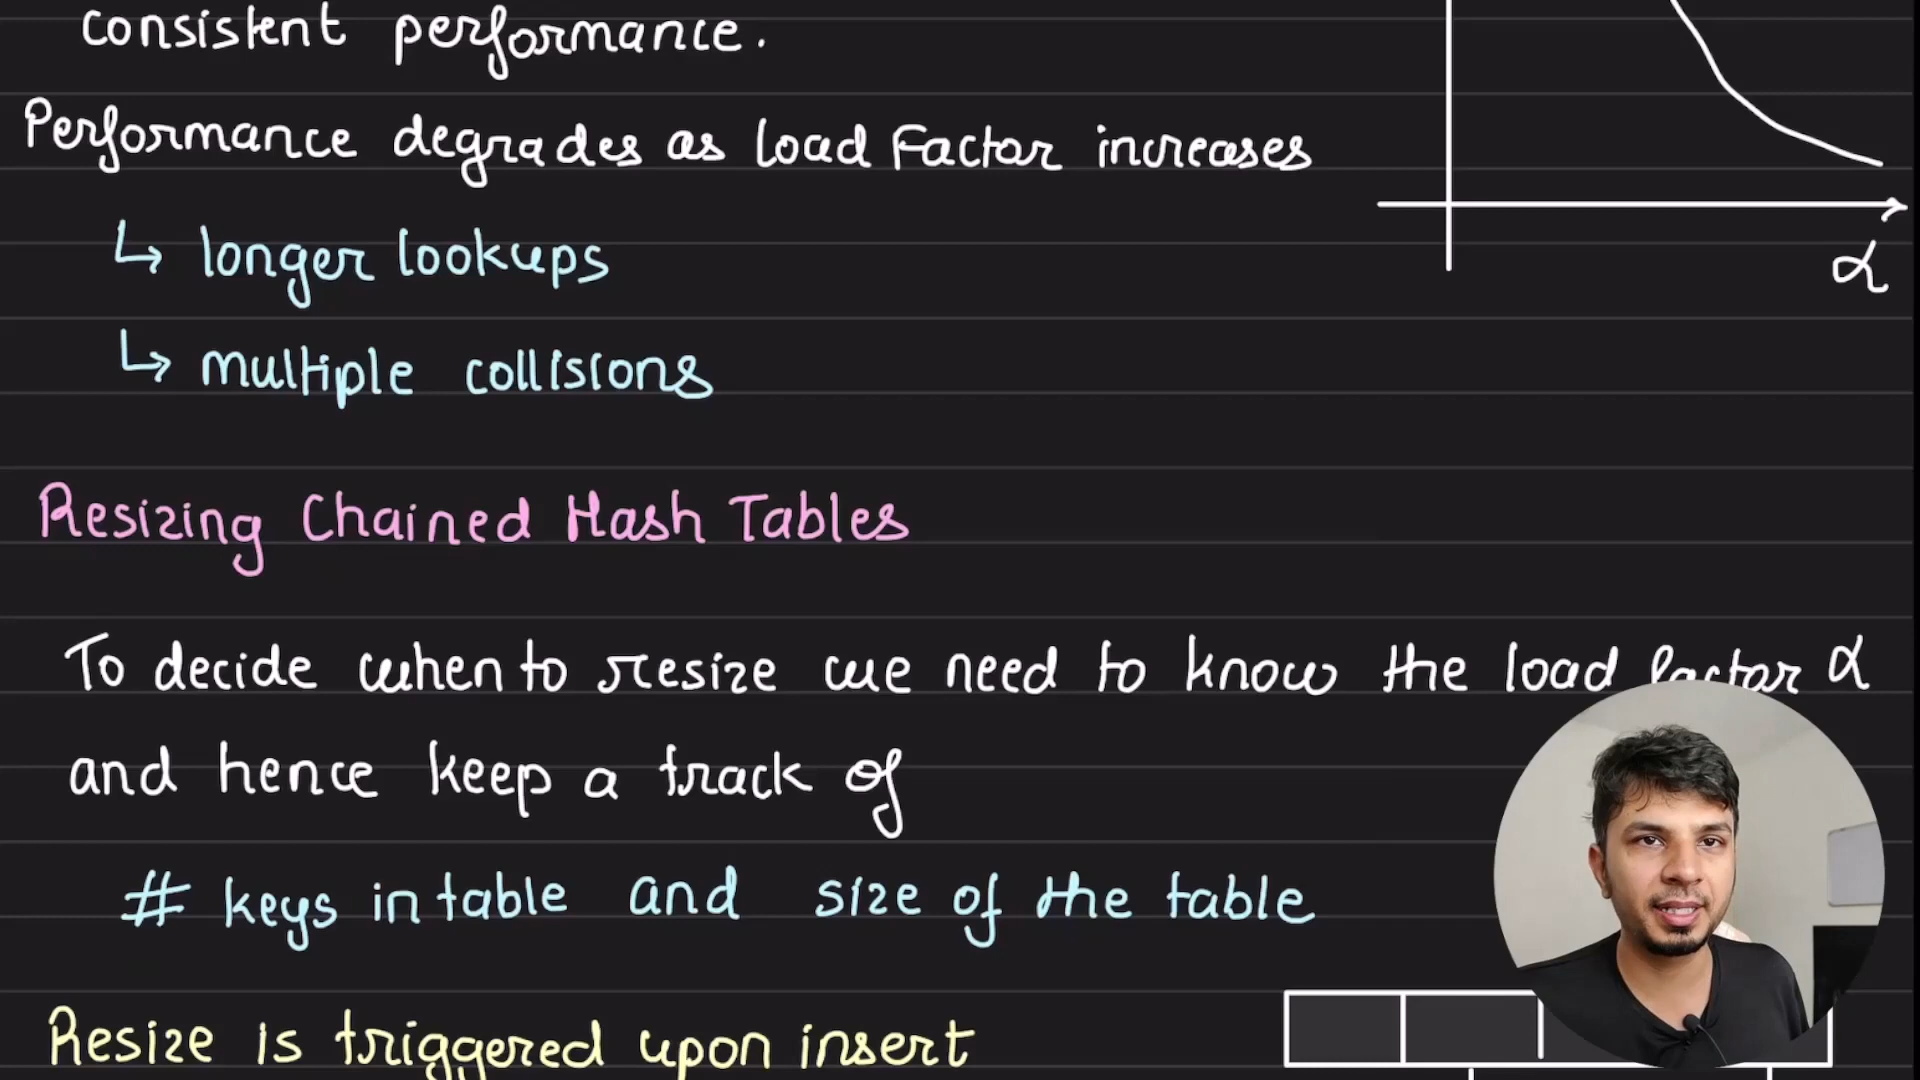 consistent performance.
Performance degrades as load Factor increases
↳ longer lookups
↳ multiple collisions
α
Resizing Chained Hash Tables
To decide when to resize we need to know the load factor α
and hence keep a track of
# keys in table and size of the table
Resize is triggered upon insert